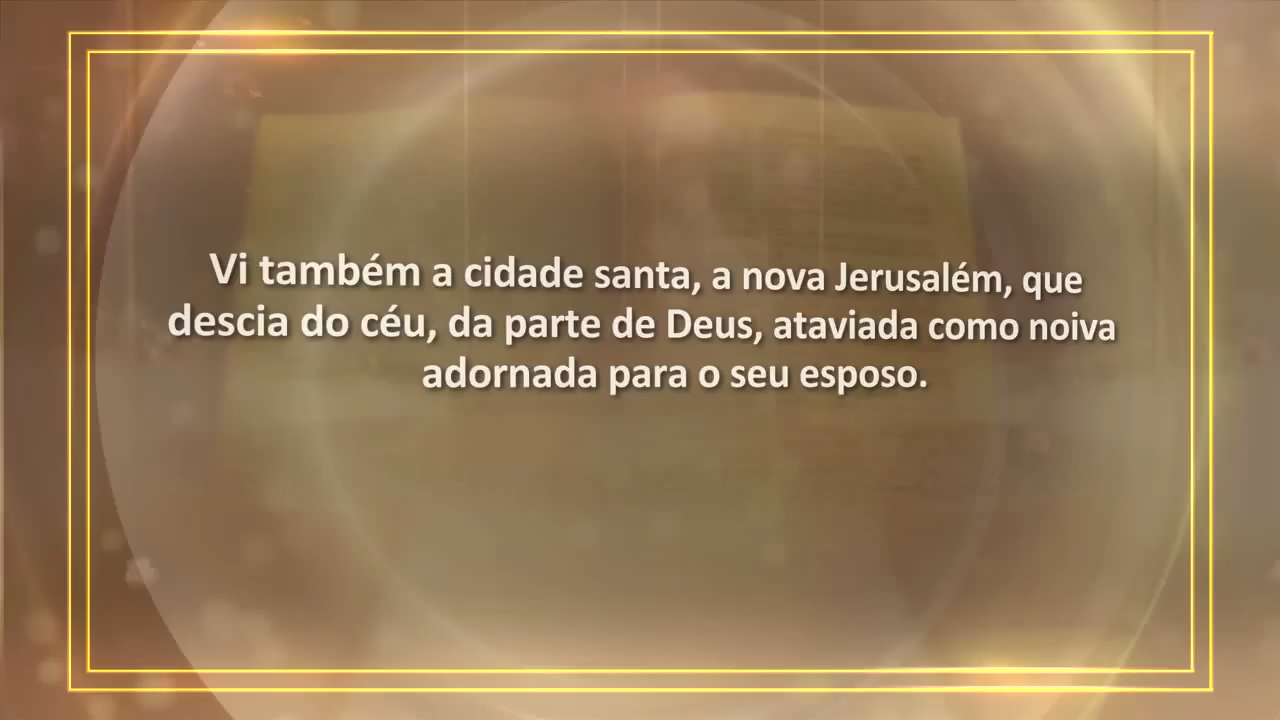 Vi também a cidade santa, a nova Jerusalém, que
descia do céu, da parte de Deus, ataviada como noiva
adornada para o seu esposo.